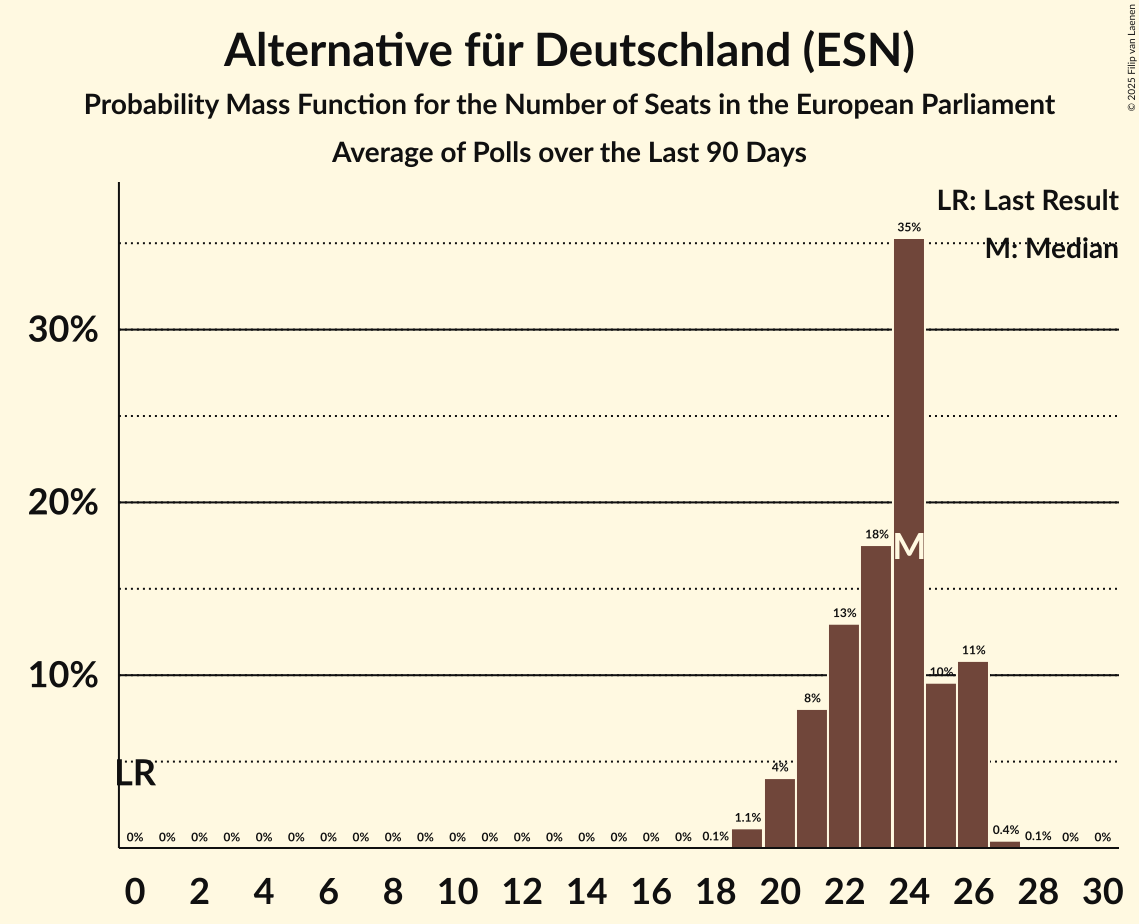 Alternative für Deutschland (ESN)
Probability Mass Function for the Number of Seats in the European Parliament
Average of Polls over the Last 90 Days
© 2025 Filip van Laenen
LR: Last Result
M: Median
35%
30%
20%
18%
M
13%
11%
10%
10%
8%
LR
4%
1.1%
0.4%
0% 0% 0% 0% 0% 0% 0% 0% 0% 0% 0% 0% 0% 0% 0% 0% 0% 0% 0.1% 0.1% 0% 0%
0 2 4 6 8 10 12 14 16 18 20 22 24 26 28 30